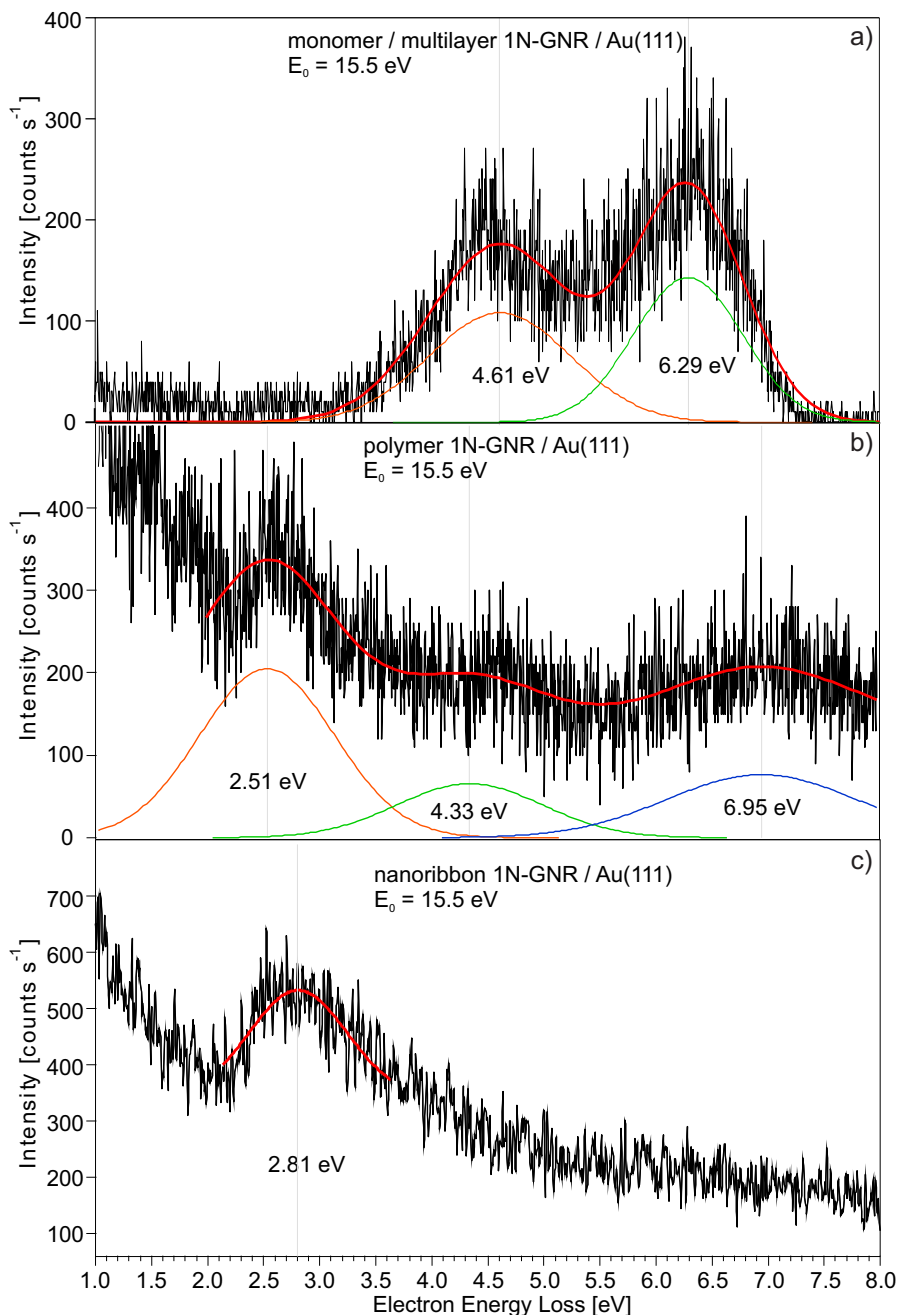 a)
monomer / multilayer 1N-GNR / Au(111)
E₀ = 15.5 eV
Intensity [counts s⁻¹]
400
300
200
100
0
4.61 eV
6.29 eV
b)
polymer 1N-GNR / Au(111)
E₀ = 15.5 eV
Intensity [counts s⁻¹]
400
300
200
100
0
2.51 eV
4.33 eV
6.95 eV
c)
nanoribbon 1N-GNR / Au(111)
E₀ = 15.5 eV
Intensity [counts s⁻¹]
700
600
500
400
300
200
100
2.81 eV
1.0 1.5 2.0 2.5 3.0 3.5 4.0 4.5 5.0 5.5 6.0 6.5 7.0 7.5 8.0
Electron Energy Loss [eV]